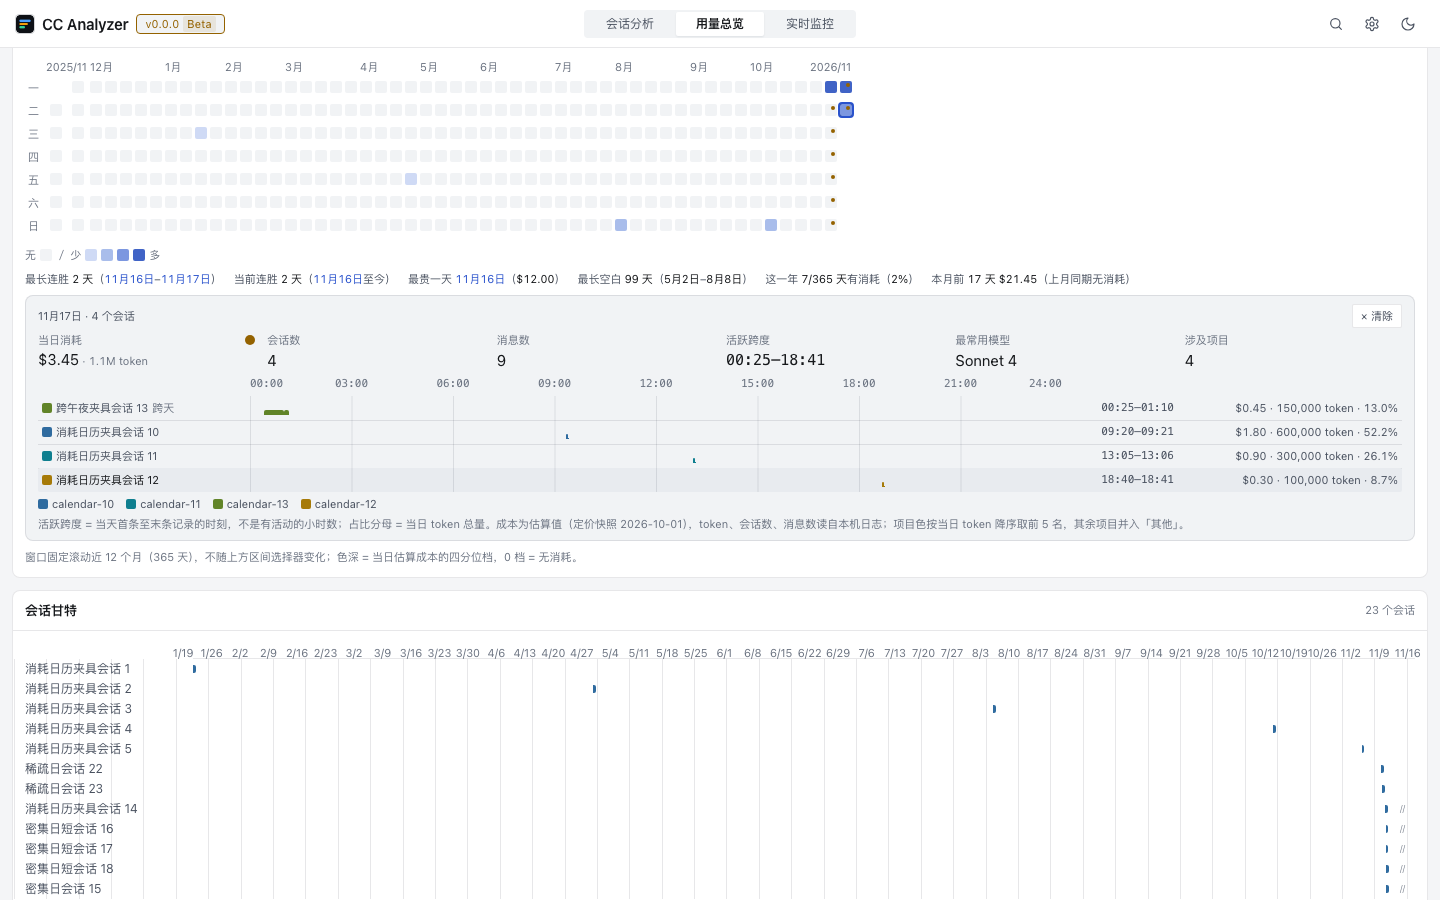 CC Analyzer v0.0.0 Beta 会话分析 用量总览 实时监控
2025/11 12月 1月 2月 3月 4月 5月 6月 7月 8月 9月 10月 2026/11
一
二
三
四
五
六
日
无 / 少 多
最长连胜 2 天（11月16日–11月17日） 当前连胜 2 天（11月16日至今） 最贵一天 11月16日（$12.00） 最长空白 99 天（5月2日–8月8日） 这一年 7/365 天有消耗（2%） 本月前 17 天 $21.45（上月同期无消耗）
11月17日 · 4 个会话 × 清除
当日消耗 会话数 消息数 活跃跨度 最常用模型 涉及项目
$3.45 · 1.1M token 4 9 00:25—18:41 Sonnet 4 4
00:00 03:00 06:00 09:00 12:00 15:00 18:00 21:00 24:00
跨午夜夹具会话 13 跨天 00:25—01:10 $0.45 · 150,000 token · 13.0%
消耗日历夹具会话 10 09:20—09:21 $1.80 · 600,000 token · 52.2%
消耗日历夹具会话 11 13:05—13:06 $0.90 · 300,000 token · 26.1%
消耗日历夹具会话 12 18:40—18:41 $0.30 · 100,000 token · 8.7%
calendar-10 calendar-11 calendar-13 calendar-12
活跃跨度 = 当天首条至末条记录的时刻，不是有活动的小时数；占比分母 = 当日 token 总量。成本为估算值（定价快照 2026-10-01），token、会话数、消息数读自本机日志；项目色按当日 token 降序取前 5 名，其余项目并入「其他」。
窗口固定滚动近 12 个月（365 天），不随上方区间选择器变化；色深 = 当日估算成本的四分位档，0 档 = 无消耗。
会话甘特 23 个会话
1/19 1/26 2/2 2/9 2/16 2/23 3/2 3/9 3/16 3/23 3/30 4/6 4/13 4/20 4/27 5/4 5/11 5/18 5/25 6/1 6/8 6/15 6/22 6/29 7/6 7/13 7/20 7/27 8/3 8/10 8/17 8/24 8/31 9/7 9/14 9/21 9/28 10/5 10/12 10/19 10/26 11/2 11/9 11/16
消耗日历夹具会话 1
消耗日历夹具会话 2
消耗日历夹具会话 3
消耗日历夹具会话 4
消耗日历夹具会话 5
稀疏日会话 22
稀疏日会话 23
消耗日历夹具会话 14 //
密集日短会话 16 //
密集日短会话 17 //
密集日短会话 18 //
密集日会话 15 //